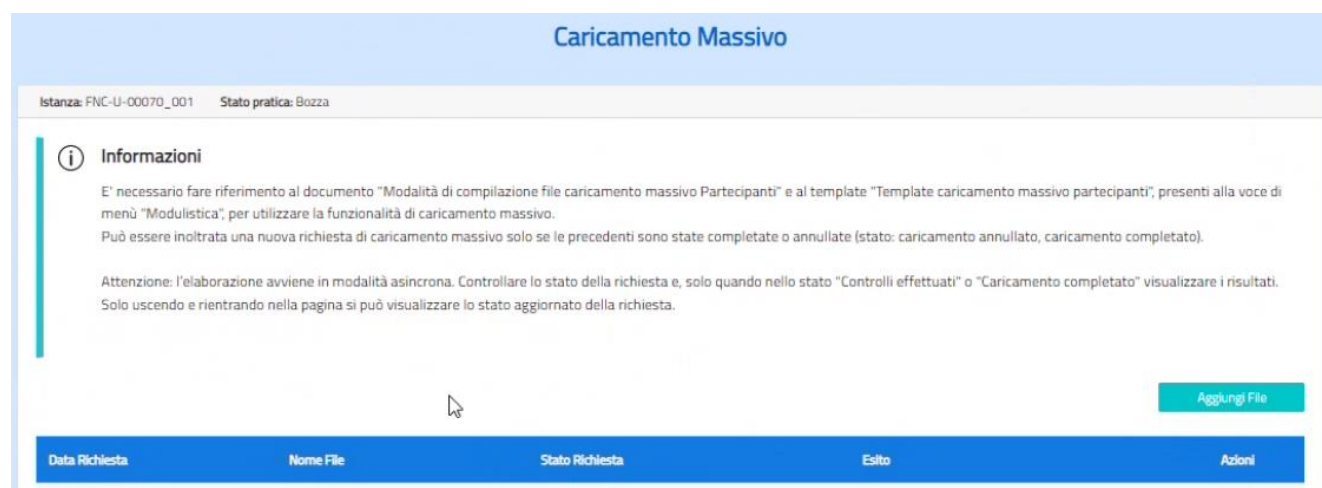 Caricamento Massivo
Istanza: FNC-U-00070_001 Stato pratica: Bozza
Informazioni
E' necessario fare riferimento al documento "Modalità di compilazione file caricamento massivo Partecipanti" e al template "Template caricamento massivo partecipanti", presenti alla voce di
menù "Modulistica", per utilizzare la funzionalità di caricamento massivo.
Può essere inoltrata una nuova richiesta di caricamento massivo solo se le precedenti sono state completate o annullate (stato: caricamento annullato, caricamento completato).
Attenzione: l'elaborazione avviene in modalità asincrona. Controllare lo stato della richiesta e, solo quando nello stato "Controlli effettuati" o "Caricamento completato" visualizzare i risultati.
Solo uscendo e rientrando nella pagina si può visualizzare lo stato aggiornato della richiesta.
Aggiungi File
Data Richiesta Nome File Stato Richiesta Esito Azioni